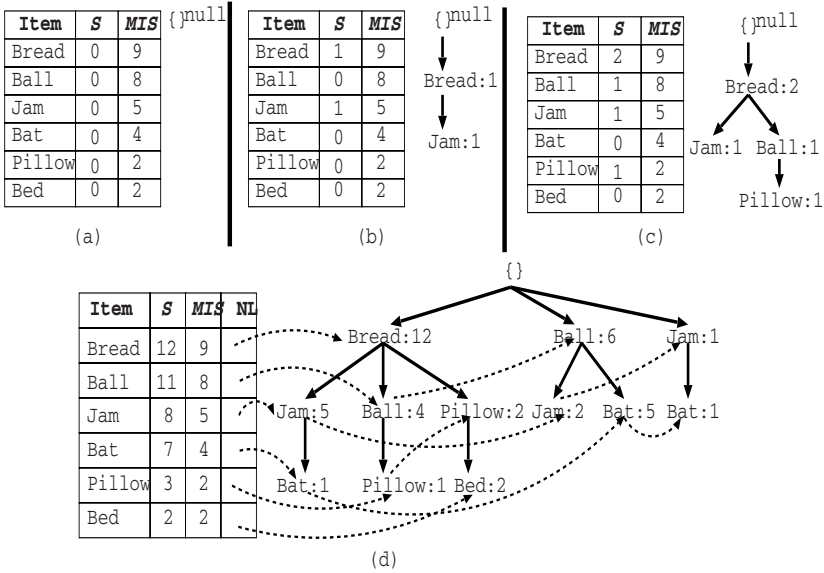 Item S MIS {}null
Bread 0 9
Ball 0 8
Jam 0 5
Bat 0 4
Pillow 0 2
Bed 0 2
(a)
Item S MIS {}null
Bread 1 9
Ball 0 8
Jam 1 5
Bat 0 4
Pillow 0 2
Bed 0 2
Bread:1
Jam:1
(b)
Item S MIS {}null
Bread 2 9
Ball 1 8
Jam 1 5
Bat 0 4
Pillow 1 2
Bed 0 2
Bread:2
Jam:1 Ball:1
Pillow:1
(c)
Item S MIS NL
Bread 12 9
Ball 11 8
Jam 8 5
Bat 7 4
Pillow 3 2
Bed 2 2
{}
Bread:12 Ball:6 Jam:1
Jam:5 Ball:4 Pillow:2 Jam:2 Bat:5 Bat:1
Bat:1 Pillow:1 Bed:2
(d)